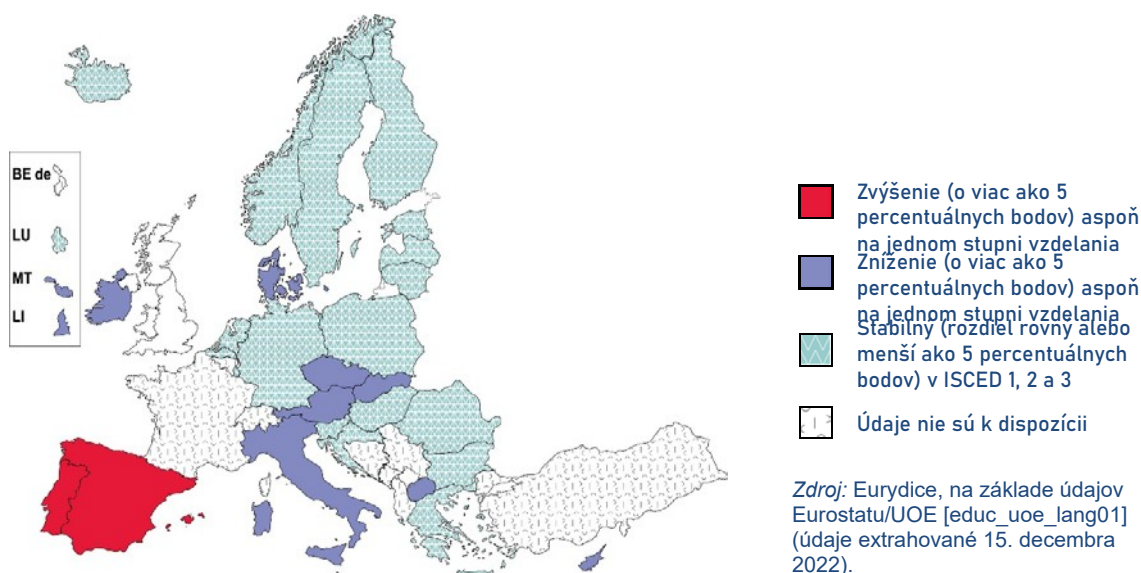 BE de
LU
MT
LI
Zvýšenie (o viac ako 5
percentuálnych bodov) aspoň
na jednom stupni vzdelania
Zníženie (o viac ako 5
percentuálnych bodov) aspoň
na jednom stupni vzdelania
Stabilny (rozdiel rovny alebo
menší ako 5 percentuálnych
bodov) v ISCED 1, 2 a 3
Údaje nie sú k dispozícii
Zdroj: Eurydice, na základe údajov
Eurostatu/UOE [educ_uoe_lang01]
(údaje extrahované 15. decembra
2022).